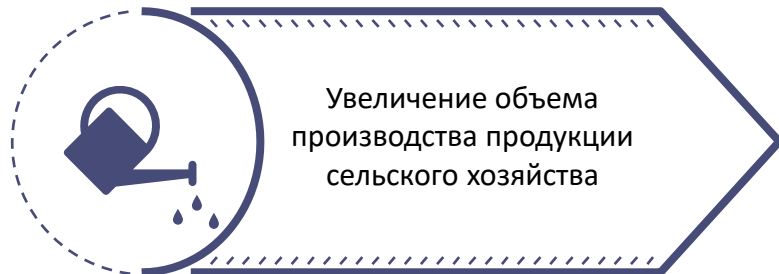 Увеличение объема
производства продукции
сельского хозяйства